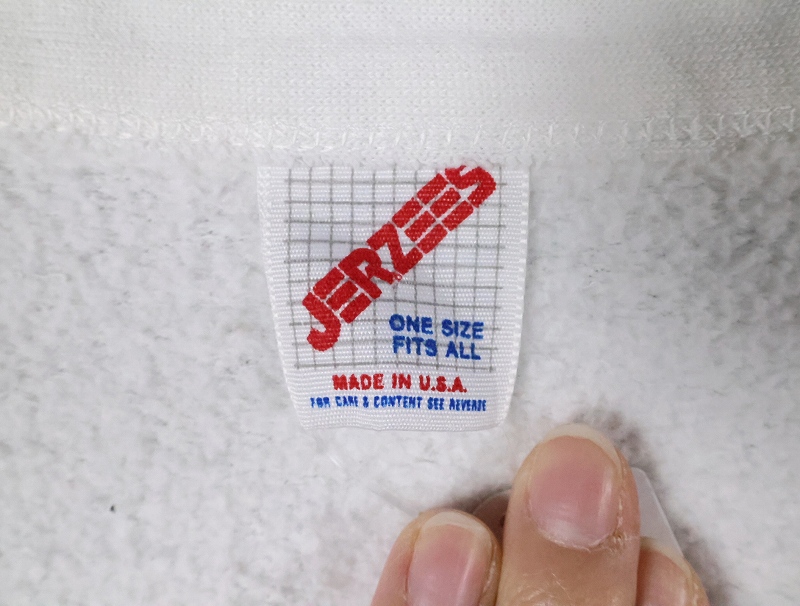 JERZEES
ONE SIZE
FITS ALL
MADE IN U.S.A.
FOR CARE & CONTENT SEE REVERSE